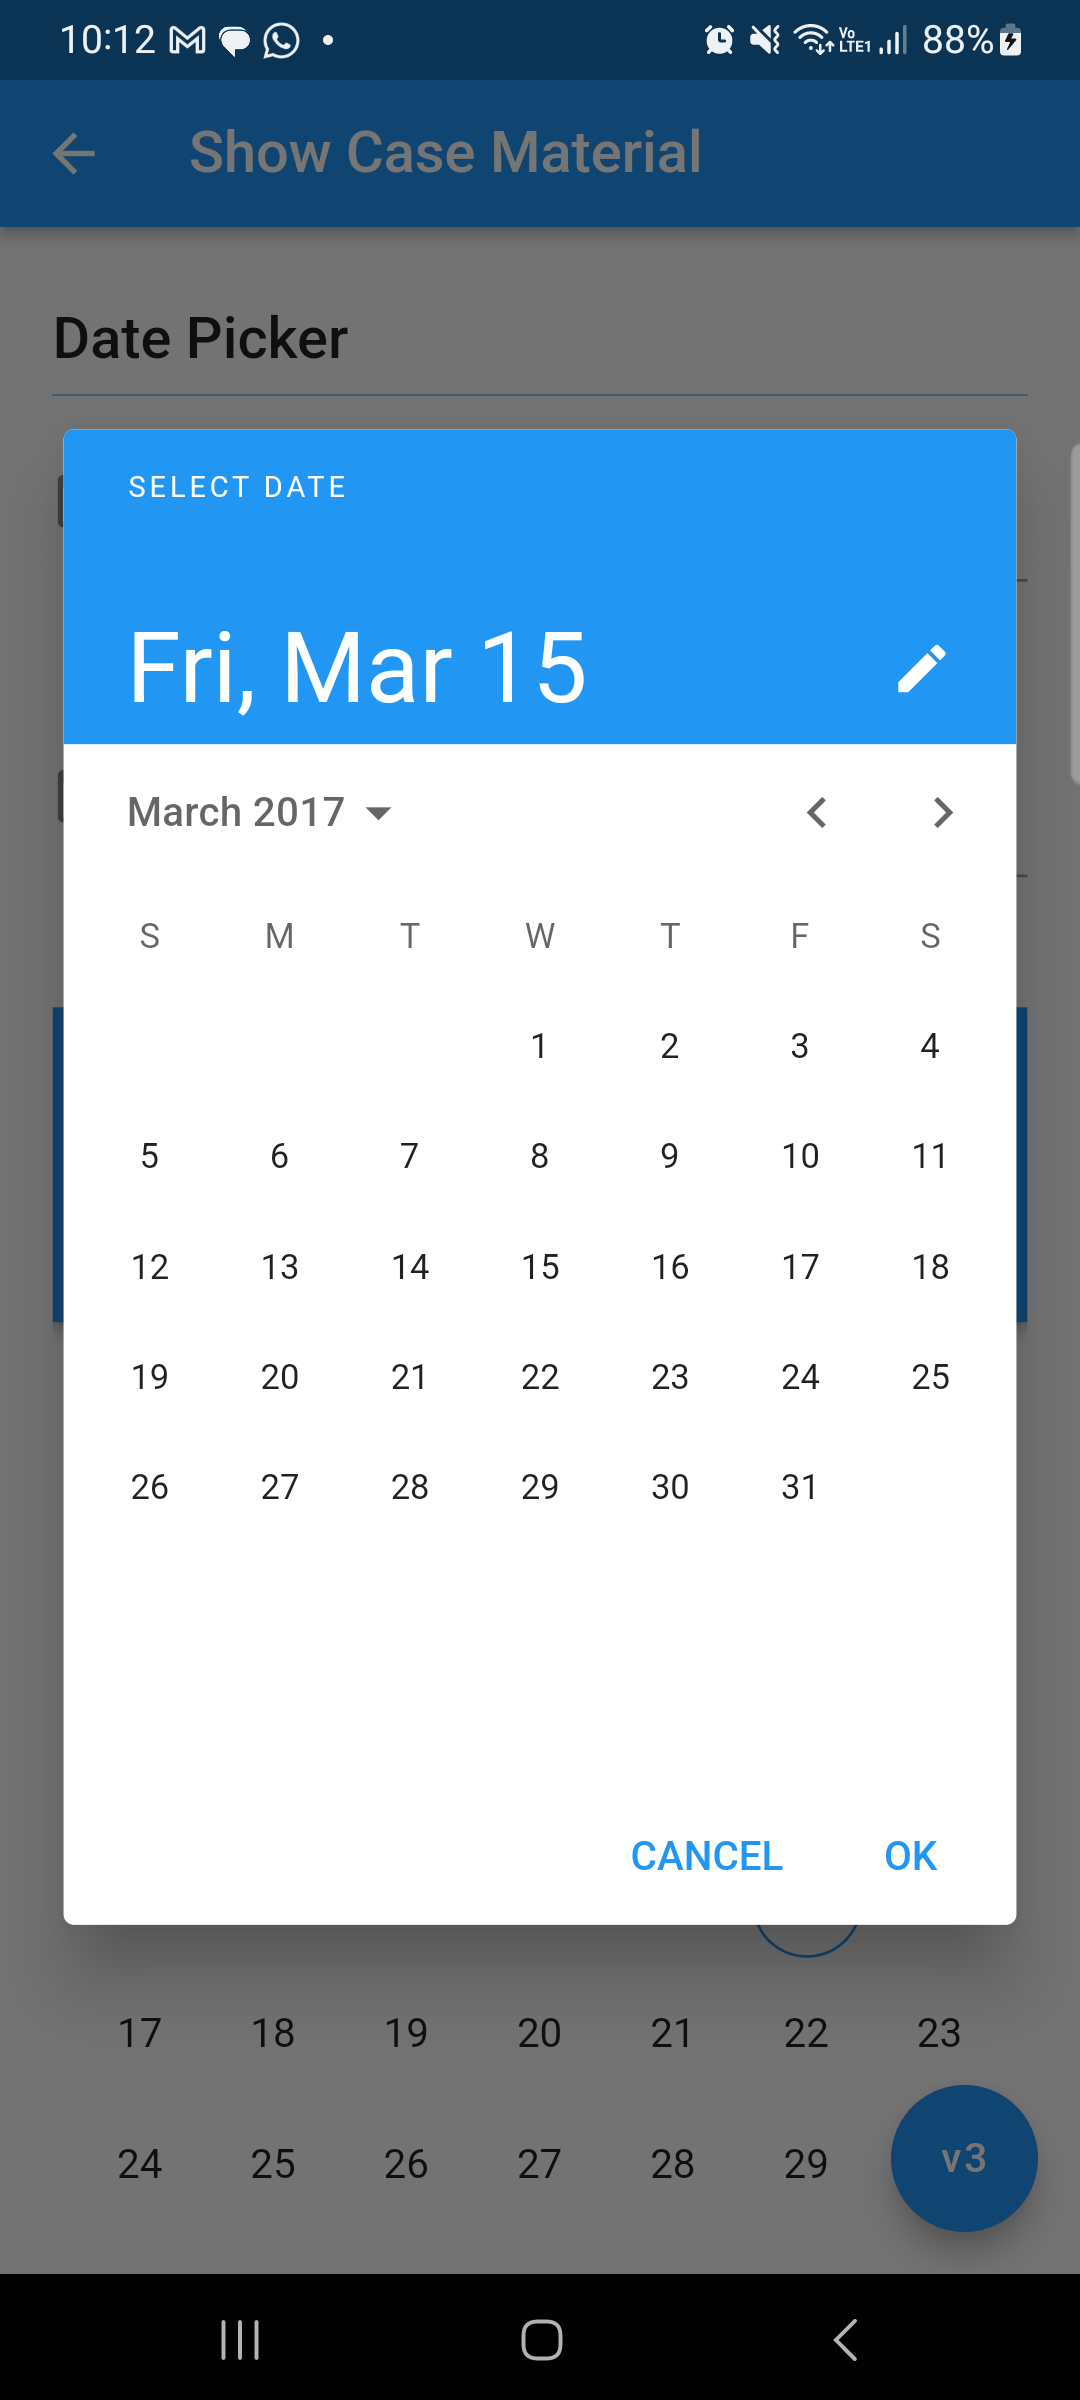 10:12 Vo LTE1 88%
Show Case Material
Date Picker
SELECT DATE
Fri, Mar 15
March 2017
S M T W T F S
1 2 3 4
5 6 7 8 9 10 11
12 13 14 15 16 17 18
19 20 21 22 23 24 25
26 27 28 29 30 31
CANCEL OK
17 18 19 20 21 22 23
24 25 26 27 28 29
v3